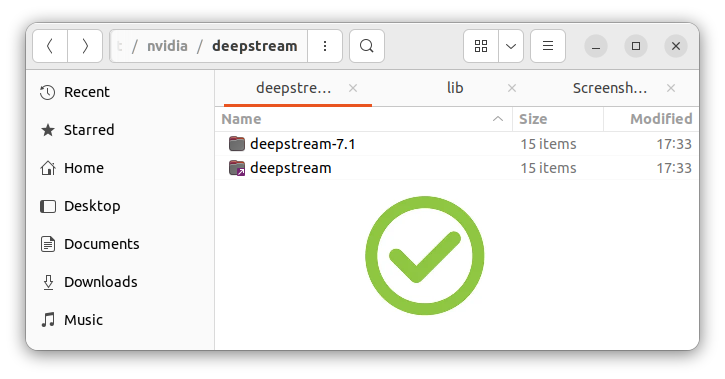 / nvidia / deepstream
deepstre... lib Screensh...
Name Size Modified
deepstream-7.1 15 items 17:33
deepstream 15 items 17:33
Recent
Starred
Home
Desktop
Documents
Downloads
Music